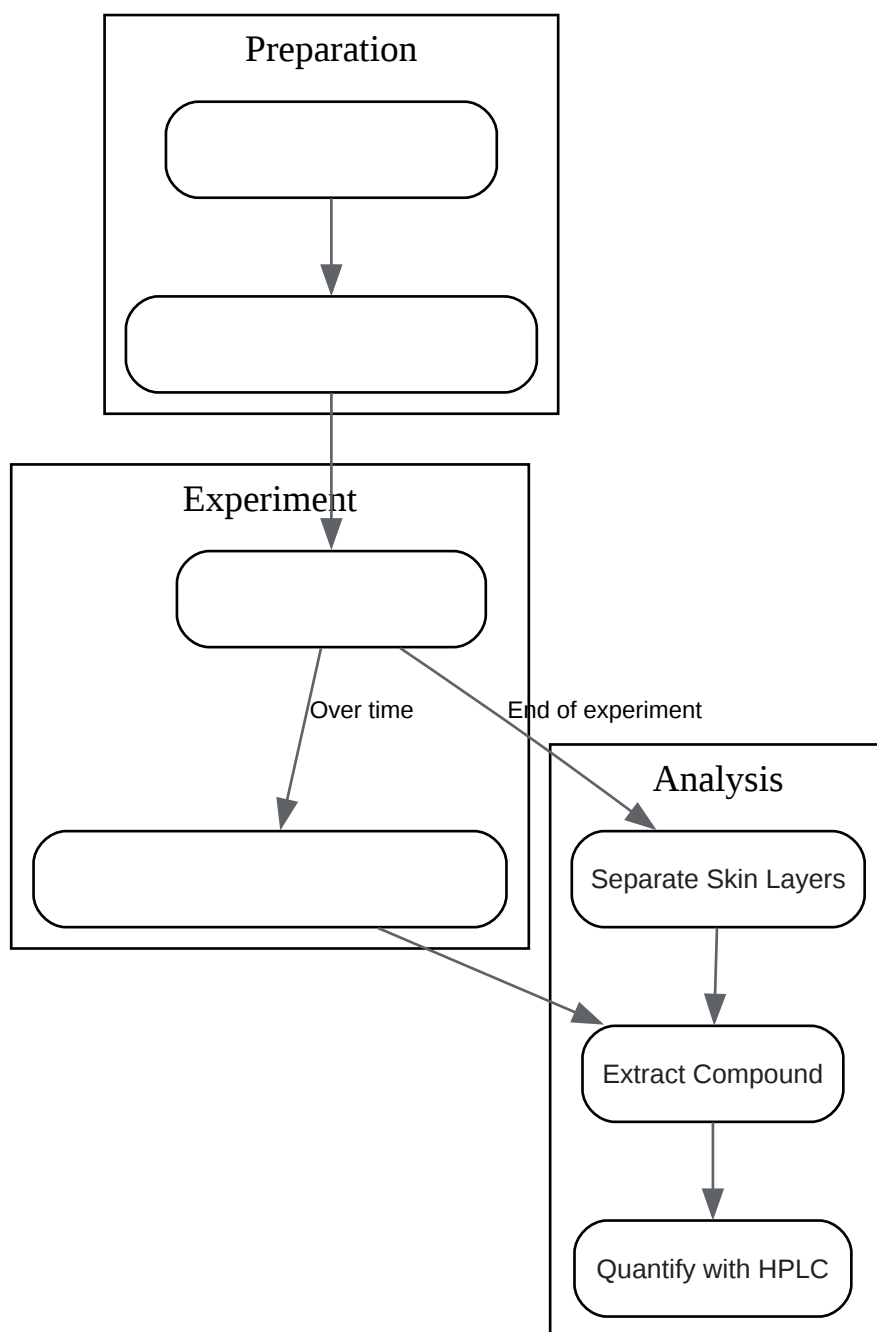 Preparation
Experiment
Over time
End of experiment
Analysis
Separate Skin Layers
Extract Compound
Quantify with HPLC